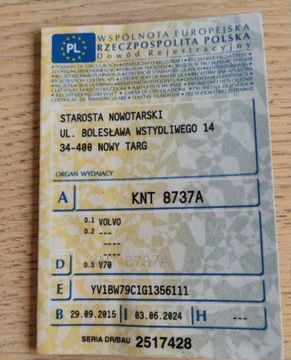 PL
WSPÓLNOTA EUROPEJSKA
RZECZPOSPOLITA POLSKA
Dowód Rejestracyjny
STAROSTA NOWOTARSKI
UL. BOLESŁAWA WSTYDLIWEGO 14
34-400 NOWY TARG
ORGAN WYDAJĄCY
A KNT 8737A
D.1 VOLVO
D.2 ---
----
----
D D.3 V70 8737A
E YV1BW79C1G1356111
B 29.09.2015 I 03.06.2024 H ---
SERIA DR/BAU 2517428